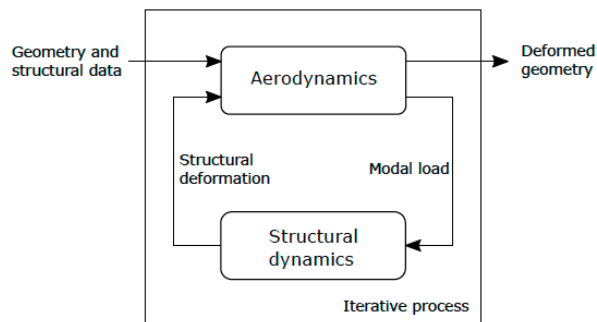 Geometry and
structural data
Aerodynamics
Deformed
geometry
Structural
deformation
Modal load
Structural
dynamics
Iterative process